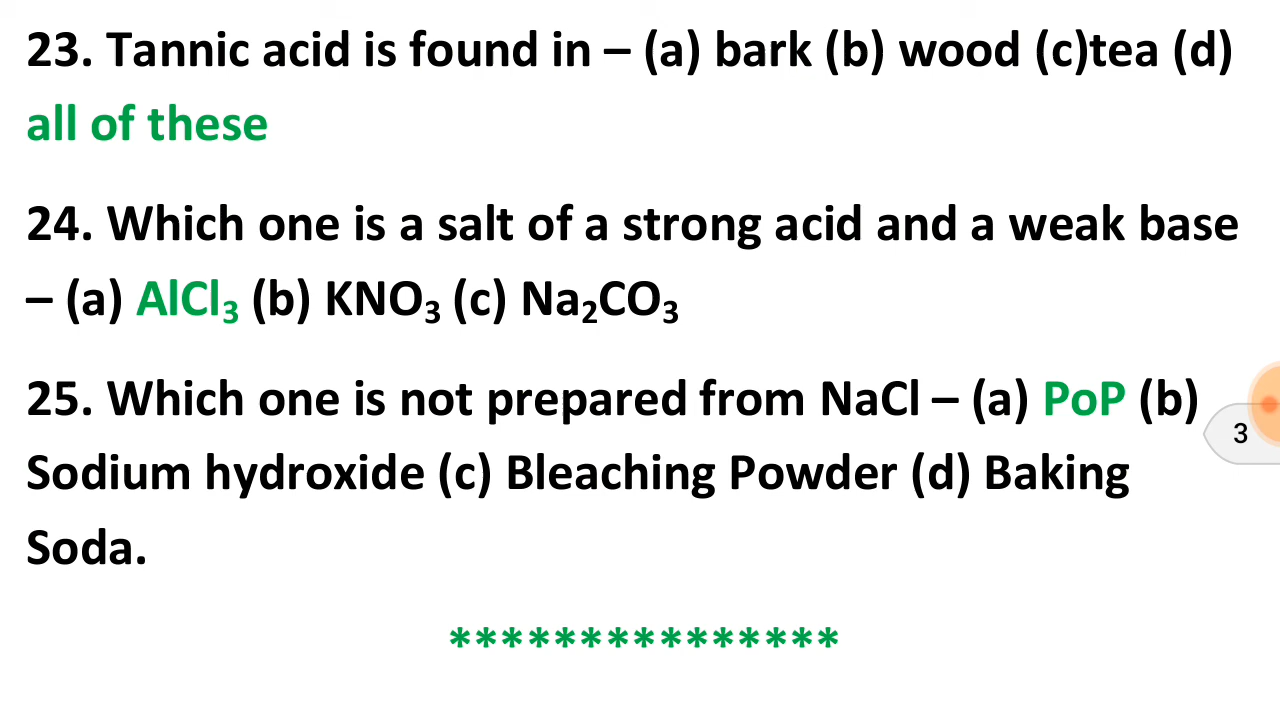 23. Tannic acid is found in – (a) bark (b) wood (c)tea (d)
all of these
24. Which one is a salt of a strong acid and a weak base
– (a) AlCl₃ (b) KNO₃ (c) Na₂CO₃
25. Which one is not prepared from NaCl – (a) PoP (b)
3
Sodium hydroxide (c) Bleaching Powder (d) Baking
Soda.
***************